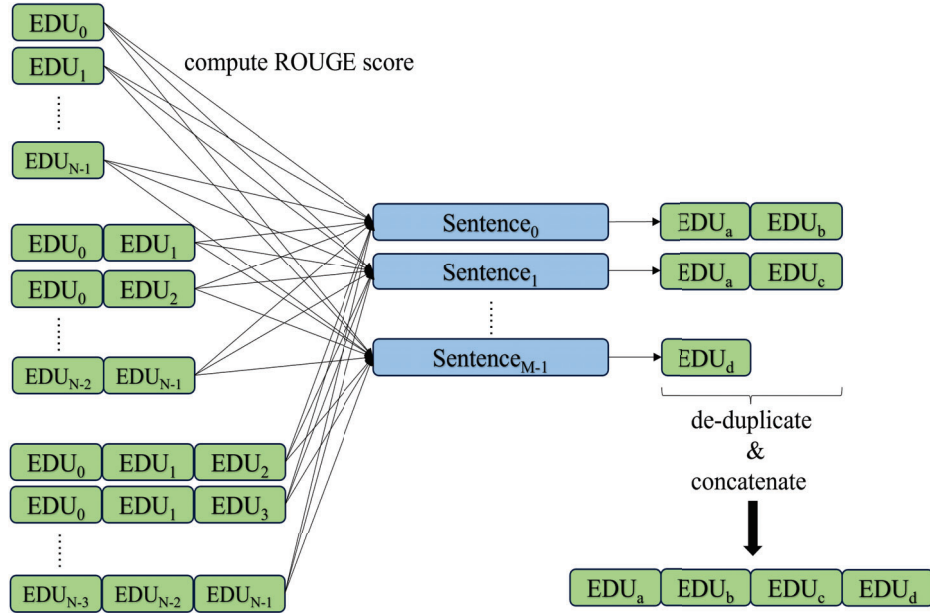 EDU0
compute ROUGE score
EDU1
EDUN-1
EDU0 EDU1
EDU0 EDU2
EDUN-2 EDUN-1
EDU0 EDU1 EDU2
EDU0 EDU1 EDU3
EDUN-3 EDUN-2 EDUN-1
Sentence0
Sentence1
SentenceM-1
EDUa EDUb
EDUa EDUc
EDUd
de-duplicate
&
concatenate
EDUa EDUb EDUc EDUd